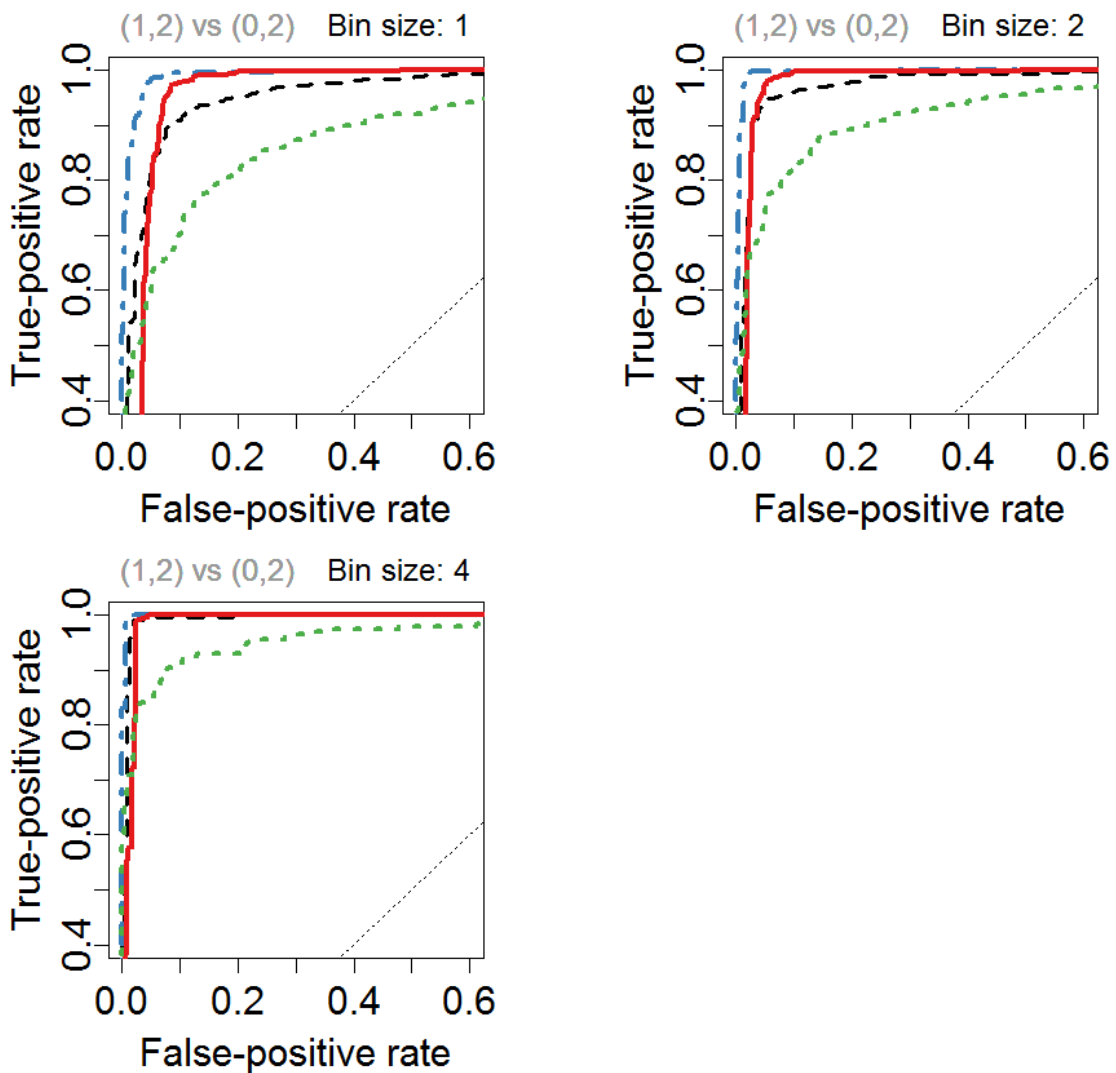 (1,2) vs (0,2) Bin size: 1
True-positive rate
0.4 0.6 0.8 1.0
0.0 0.2 0.4 0.6
False-positive rate
(1,2) vs (0,2) Bin size: 2
True-positive rate
0.4 0.6 0.8 1.0
0.0 0.2 0.4 0.6
False-positive rate
(1,2) vs (0,2) Bin size: 4
True-positive rate
0.4 0.6 0.8 1.0
0.0 0.2 0.4 0.6
False-positive rate